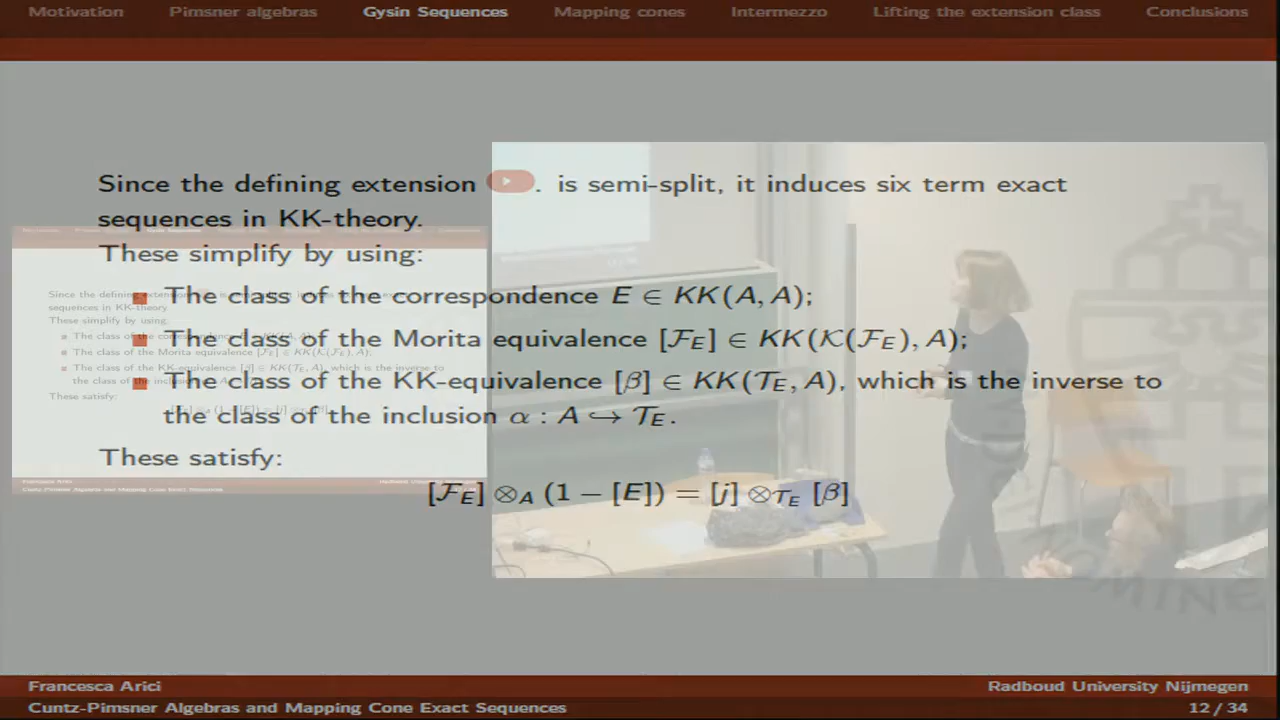 Motivation Pimsner algebras Gysin Sequences Mapping cones Intermezzo Lifting the extension class Conclusions
Since the defining extension . is semi-split, it induces six term exact
sequences in KK-theory.
These simplify by using:
The class of the correspondence E ∈ KK(A, A);
The class of the Morita equivalence [𝓕_E] ∈ KK(𝒦(𝓕_E), A);
The class of the KK-equivalence [β] ∈ KK(𝒯_E, A), which is the inverse to
the class of the inclusion α : A ↪ 𝒯_E.
These satisfy:
[𝓕_E] ⊗_A (1 − [E]) = [j] ⊗_{𝒯_E} [β]
Francesca Arici Radboud University Nijmegen
Cuntz-Pimsner Algebras and Mapping Cone Exact Sequences 12 / 34